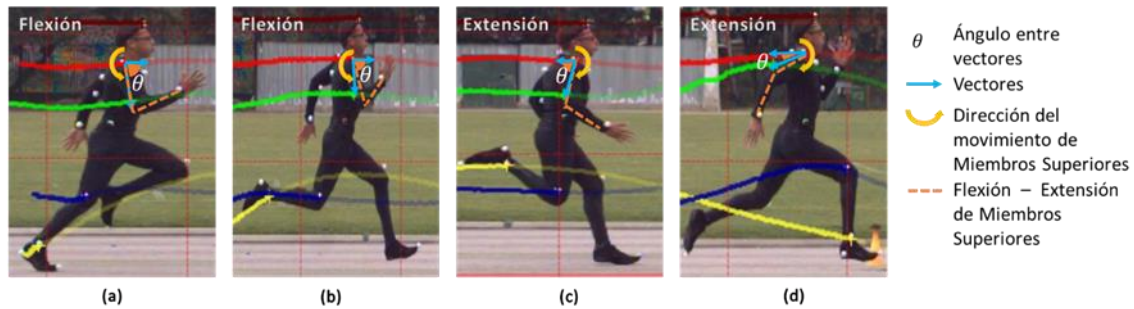 Flexión
Flexión
Extensión
Extensión
θ
θ
θ
θ
(a)
(b)
(c)
(d)
θ Ángulo entre
vectores
Vectores
Dirección del
movimiento de
Miembros Superiores
Flexión – Extensión
de Miembros
Superiores